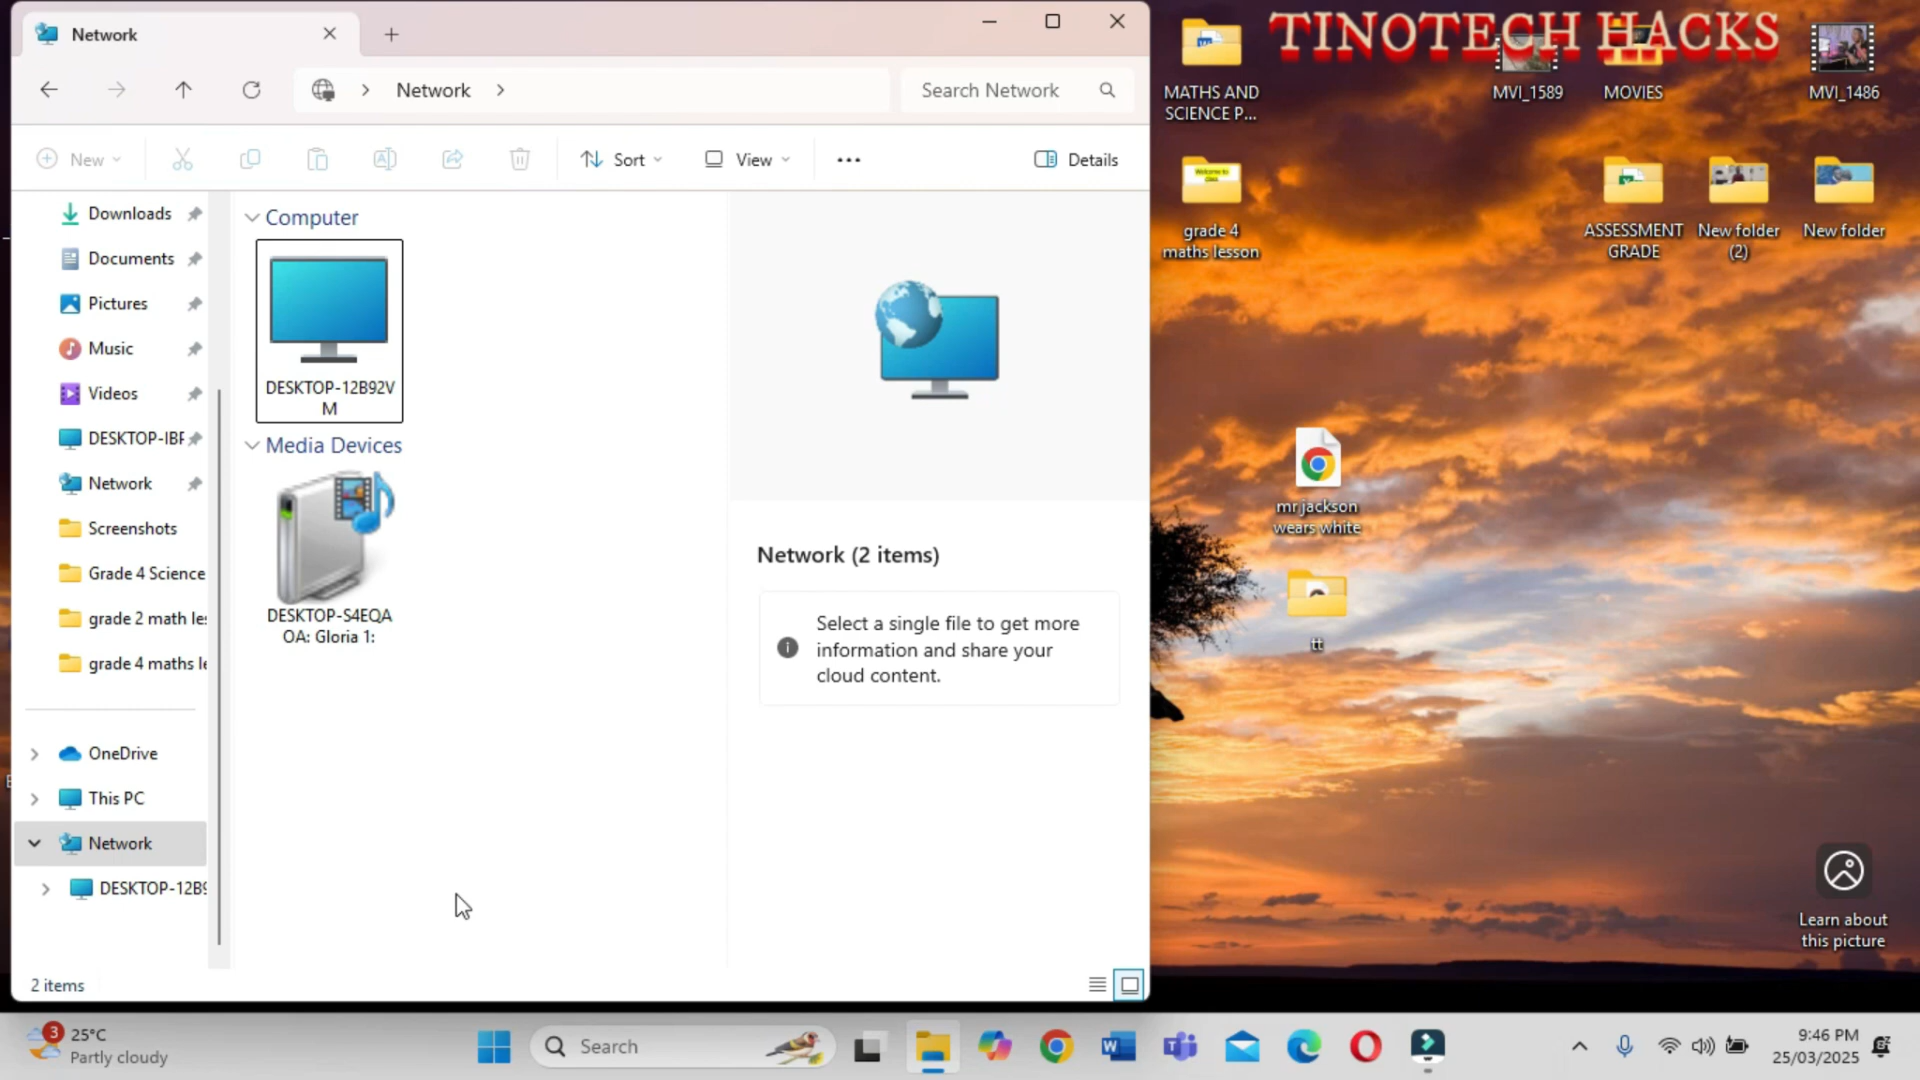 Network
Network
Search Network
New
Sort
View
Details
Downloads
Documents
Pictures
Music
Videos
DESKTOP-IBF
Network
Screenshots
Grade 4 Science
grade 2 math les
grade 4 maths le
OneDrive
This PC
Network
DESKTOP-12B9
Computer
DESKTOP-12B92V
M
Media Devices
DESKTOP-S4EQA
OA: Gloria 1:
Network (2 items)
Select a single file to get more
information and share your
cloud content.
2 items
TINOTECH HACKS
MATHS AND
SCIENCE P...
MVI_1589
MOVIES
MVI_1486
grade 4
maths lesson
ASSESSMENT
GRADE
New folder
(2)
New folder
mr jackson
wears white
tt
Learn about
this picture
3
25°C
Partly cloudy
Search
9:46 PM
25/03/2025